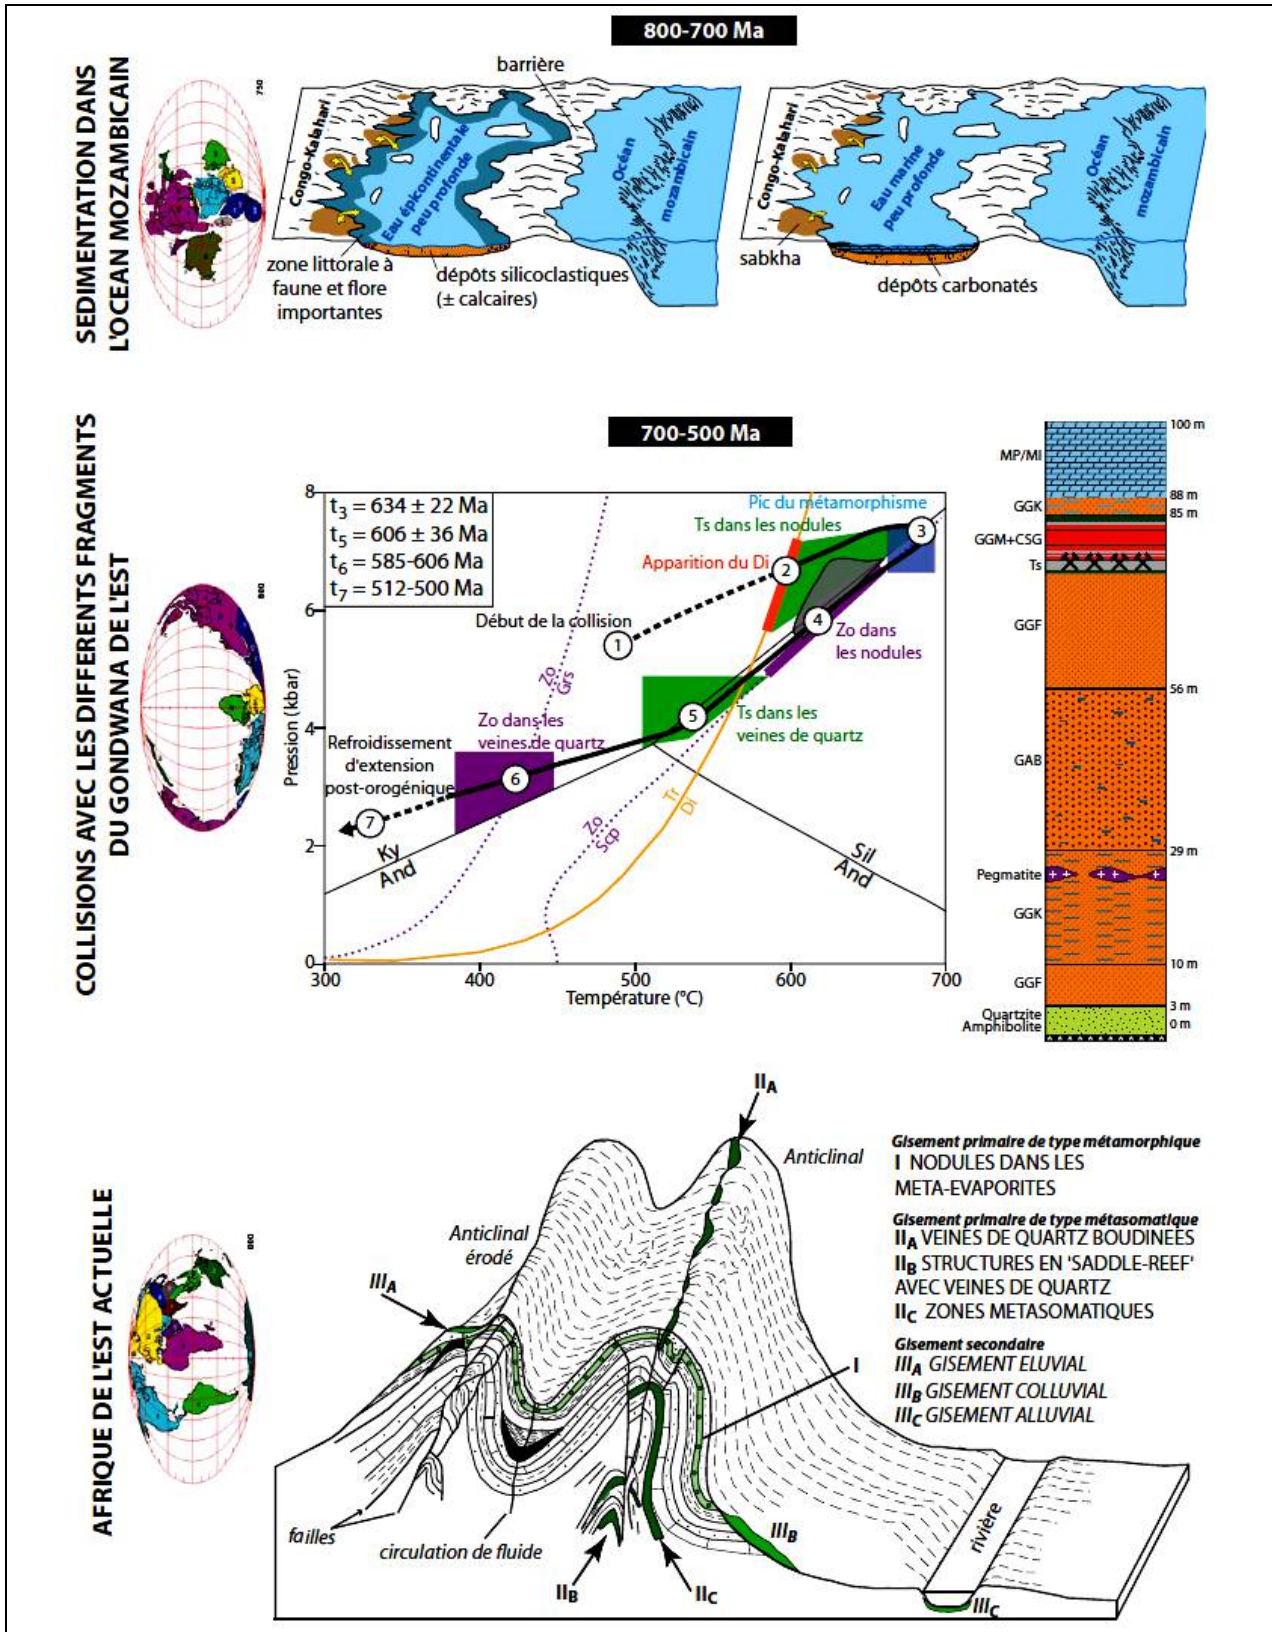 800-700 Ma
SEDIMENTATION DANS
L'OCEAN MOZAMBICAIN
750
barrière
Congo-Kalahari
Eau épicontinentale
peu profonde
Océan
mozambicain
zone littorale à
faune et flore
importantes
dépôts silicoclastiques
(± calcaires)
Congo-Kalahari
Eau marine
peu profonde
Océan
mozambicain
sabkha
dépôts carbonatés
COLLISIONS AVEC LES DIFFERENTS FRAGMENTS
DU GONDWANA DE L'EST
700-500 Ma
t3 = 634 ± 22 Ma
t5 = 606 ± 36 Ma
t6 = 585-606 Ma
t7 = 512-500 Ma
Pic du métamorphisme
Ts dans les nodules
Apparition du Di
Début de la collision
1
2
3
4
5
6
7
Zo dans
les nodules
Zo
Grs
Zo dans les
veines de quartz
Ts dans les
veines de quartz
Refroidissement
d'extension
post-orogénique
Ky
And
Zo
Scp
Tr
Di
Sil
And
Pression (kbar)
8
6
4
2
0
300
400
500
600
700
Température (°C)
100 m
MP/MI
88 m
GGK
85 m
GGM+CSG
Ts
GGF
56 m
GAB
29 m
Pegmatite
GGK
10 m
GGF
3 m
Quartzite
Amphibolite
0 m
AFRIQUE DE L'EST ACTUELLE
IIA
Anticlinal
Anticlinal
érodé
IIIA
I
failles
circulation de fluide
IIB
IIC
IIIB
rivière
IIIC
Gisement primaire de type métamorphique
I NODULES DANS LES
META-EVAPORITES
Gisement primaire de type métasomatique
IIA VEINES DE QUARTZ BOUDINEES
IIB STRUCTURES EN 'SADDLE-REEF'
AVEC VEINES DE QUARTZ
IIC ZONES METASOMATIQUES
Gisement secondaire
IIIA GISEMENT ELUVIAL
IIIB GISEMENT COLLUVIAL
IIIC GISEMENT ALLUVIAL